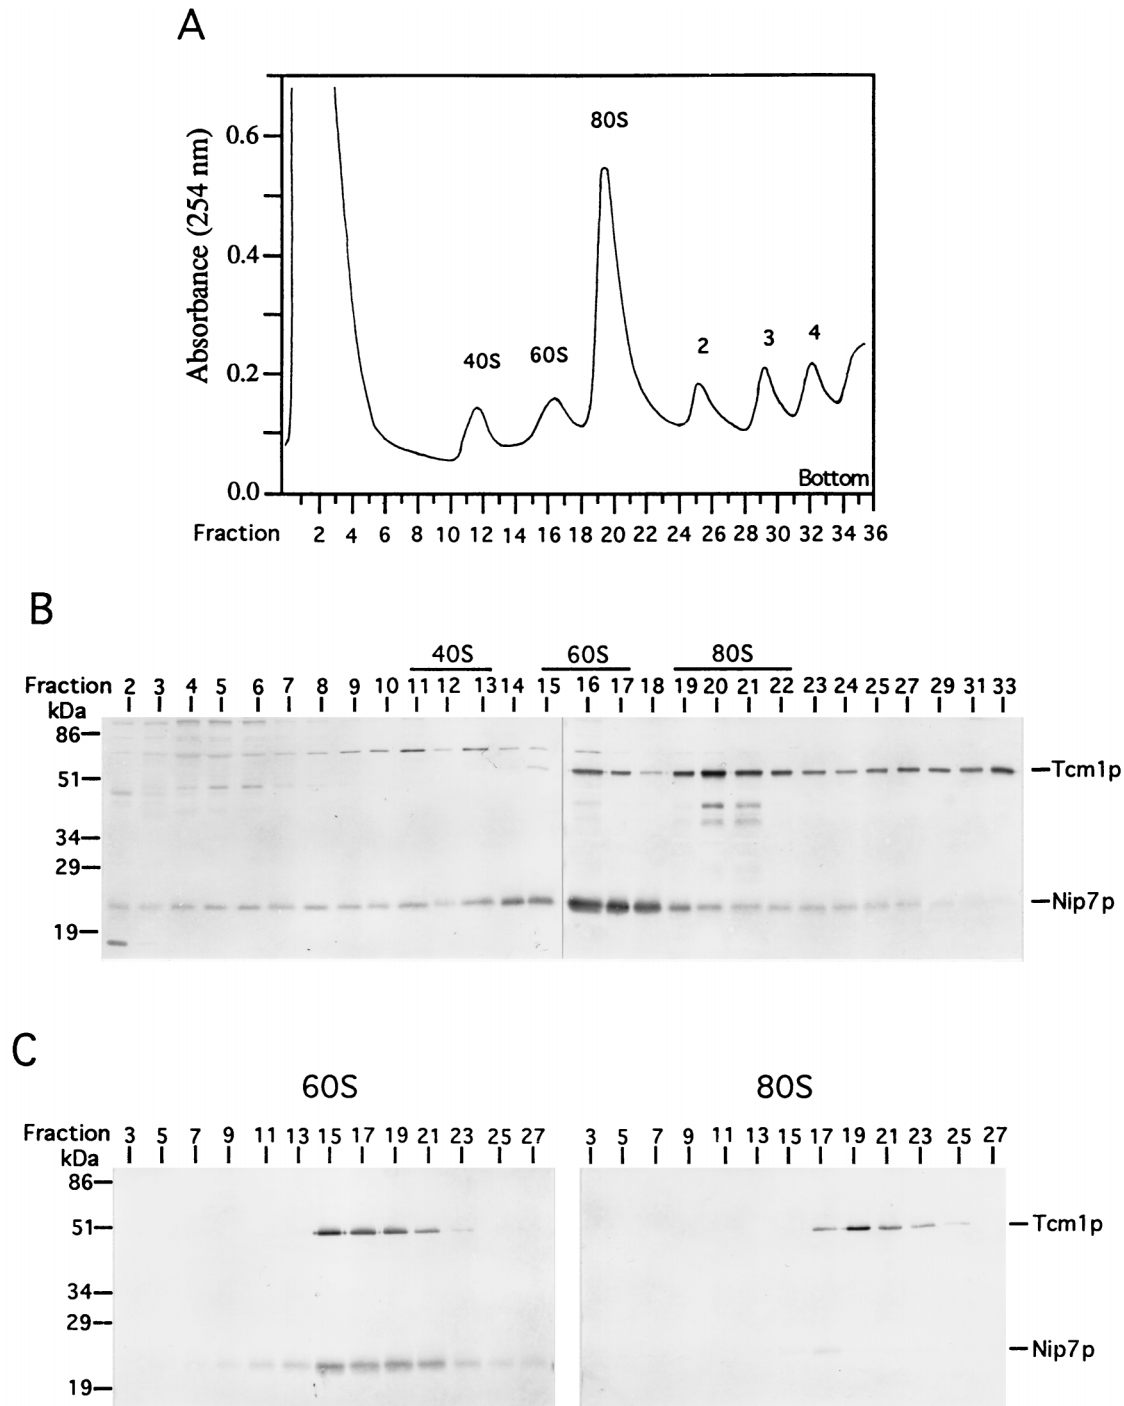 A
80S
0.6
Absorbance (254 nm)
0.4
40S
60S
2
3
4
0.2
Bottom
0.0
Fraction 2 4 6 8 10 12 14 16 18 20 22 24 26 28 30 32 34 36
B
40S 60S 80S
Fraction 2 3 4 5 6 7 8 9 10 11 12 13 14 15 16 17 18 19 20 21 22 23 24 25 27 29 31 33
kDa
86
51
Tcm1p
34
29
Nip7p
19
C
60S 80S
Fraction 3 5 7 9 11 13 15 17 19 21 23 25 27 3 5 7 9 11 13 15 17 19 21 23 25 27
kDa
86
51
Tcm1p
34
29
Nip7p
19